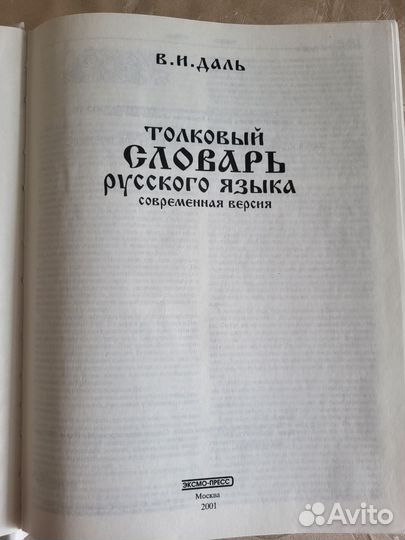 В.И.ДАЛЬ
ТОЛКОВЫЙ
СЛОВАРЬ
РУССКОГО ЯЗЫКА
СОВРЕМЕННАЯ ВЕРСИЯ
ЭКСМО-ПРЕСС
Москва
2001
Avito